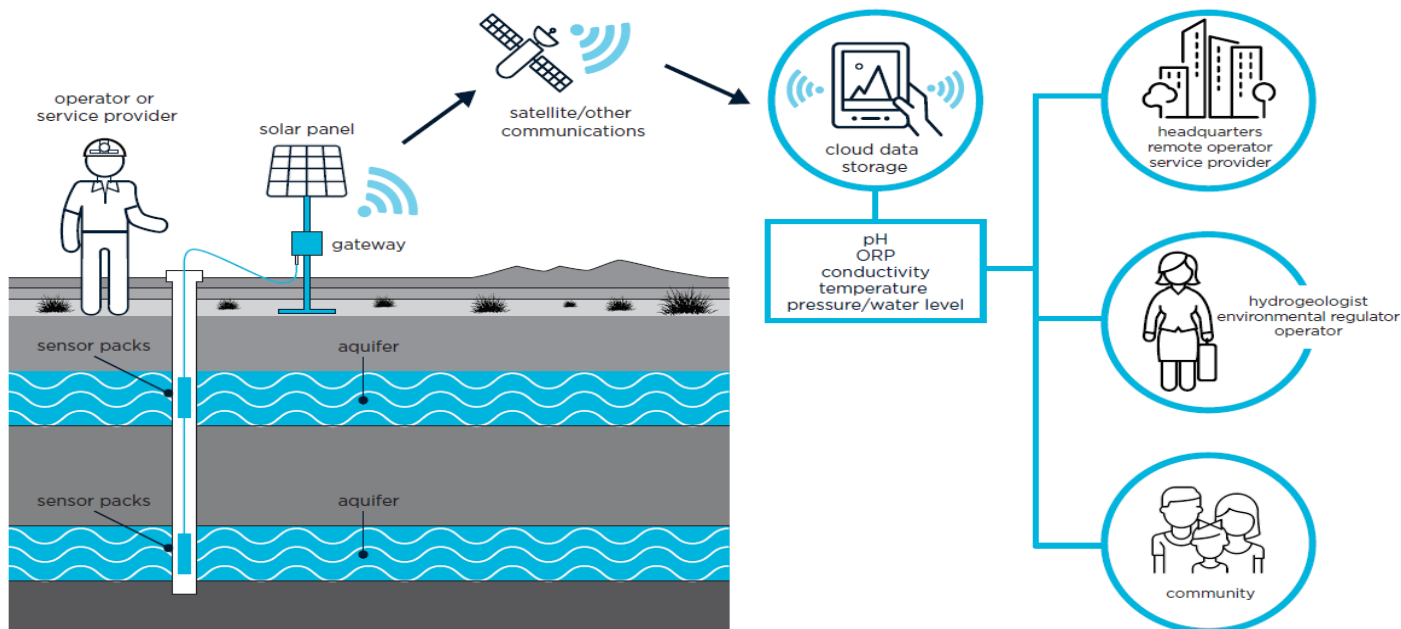 operator or
service provider
solar panel
gateway
satellite/other
communications
cloud data
storage
pH
ORP
conductivity
temperature
pressure/water level
headquarters
remote operator
service provider
hydrogeologist
environmental regulator
operator
community
sensor packs
aquifer
sensor packs
aquifer